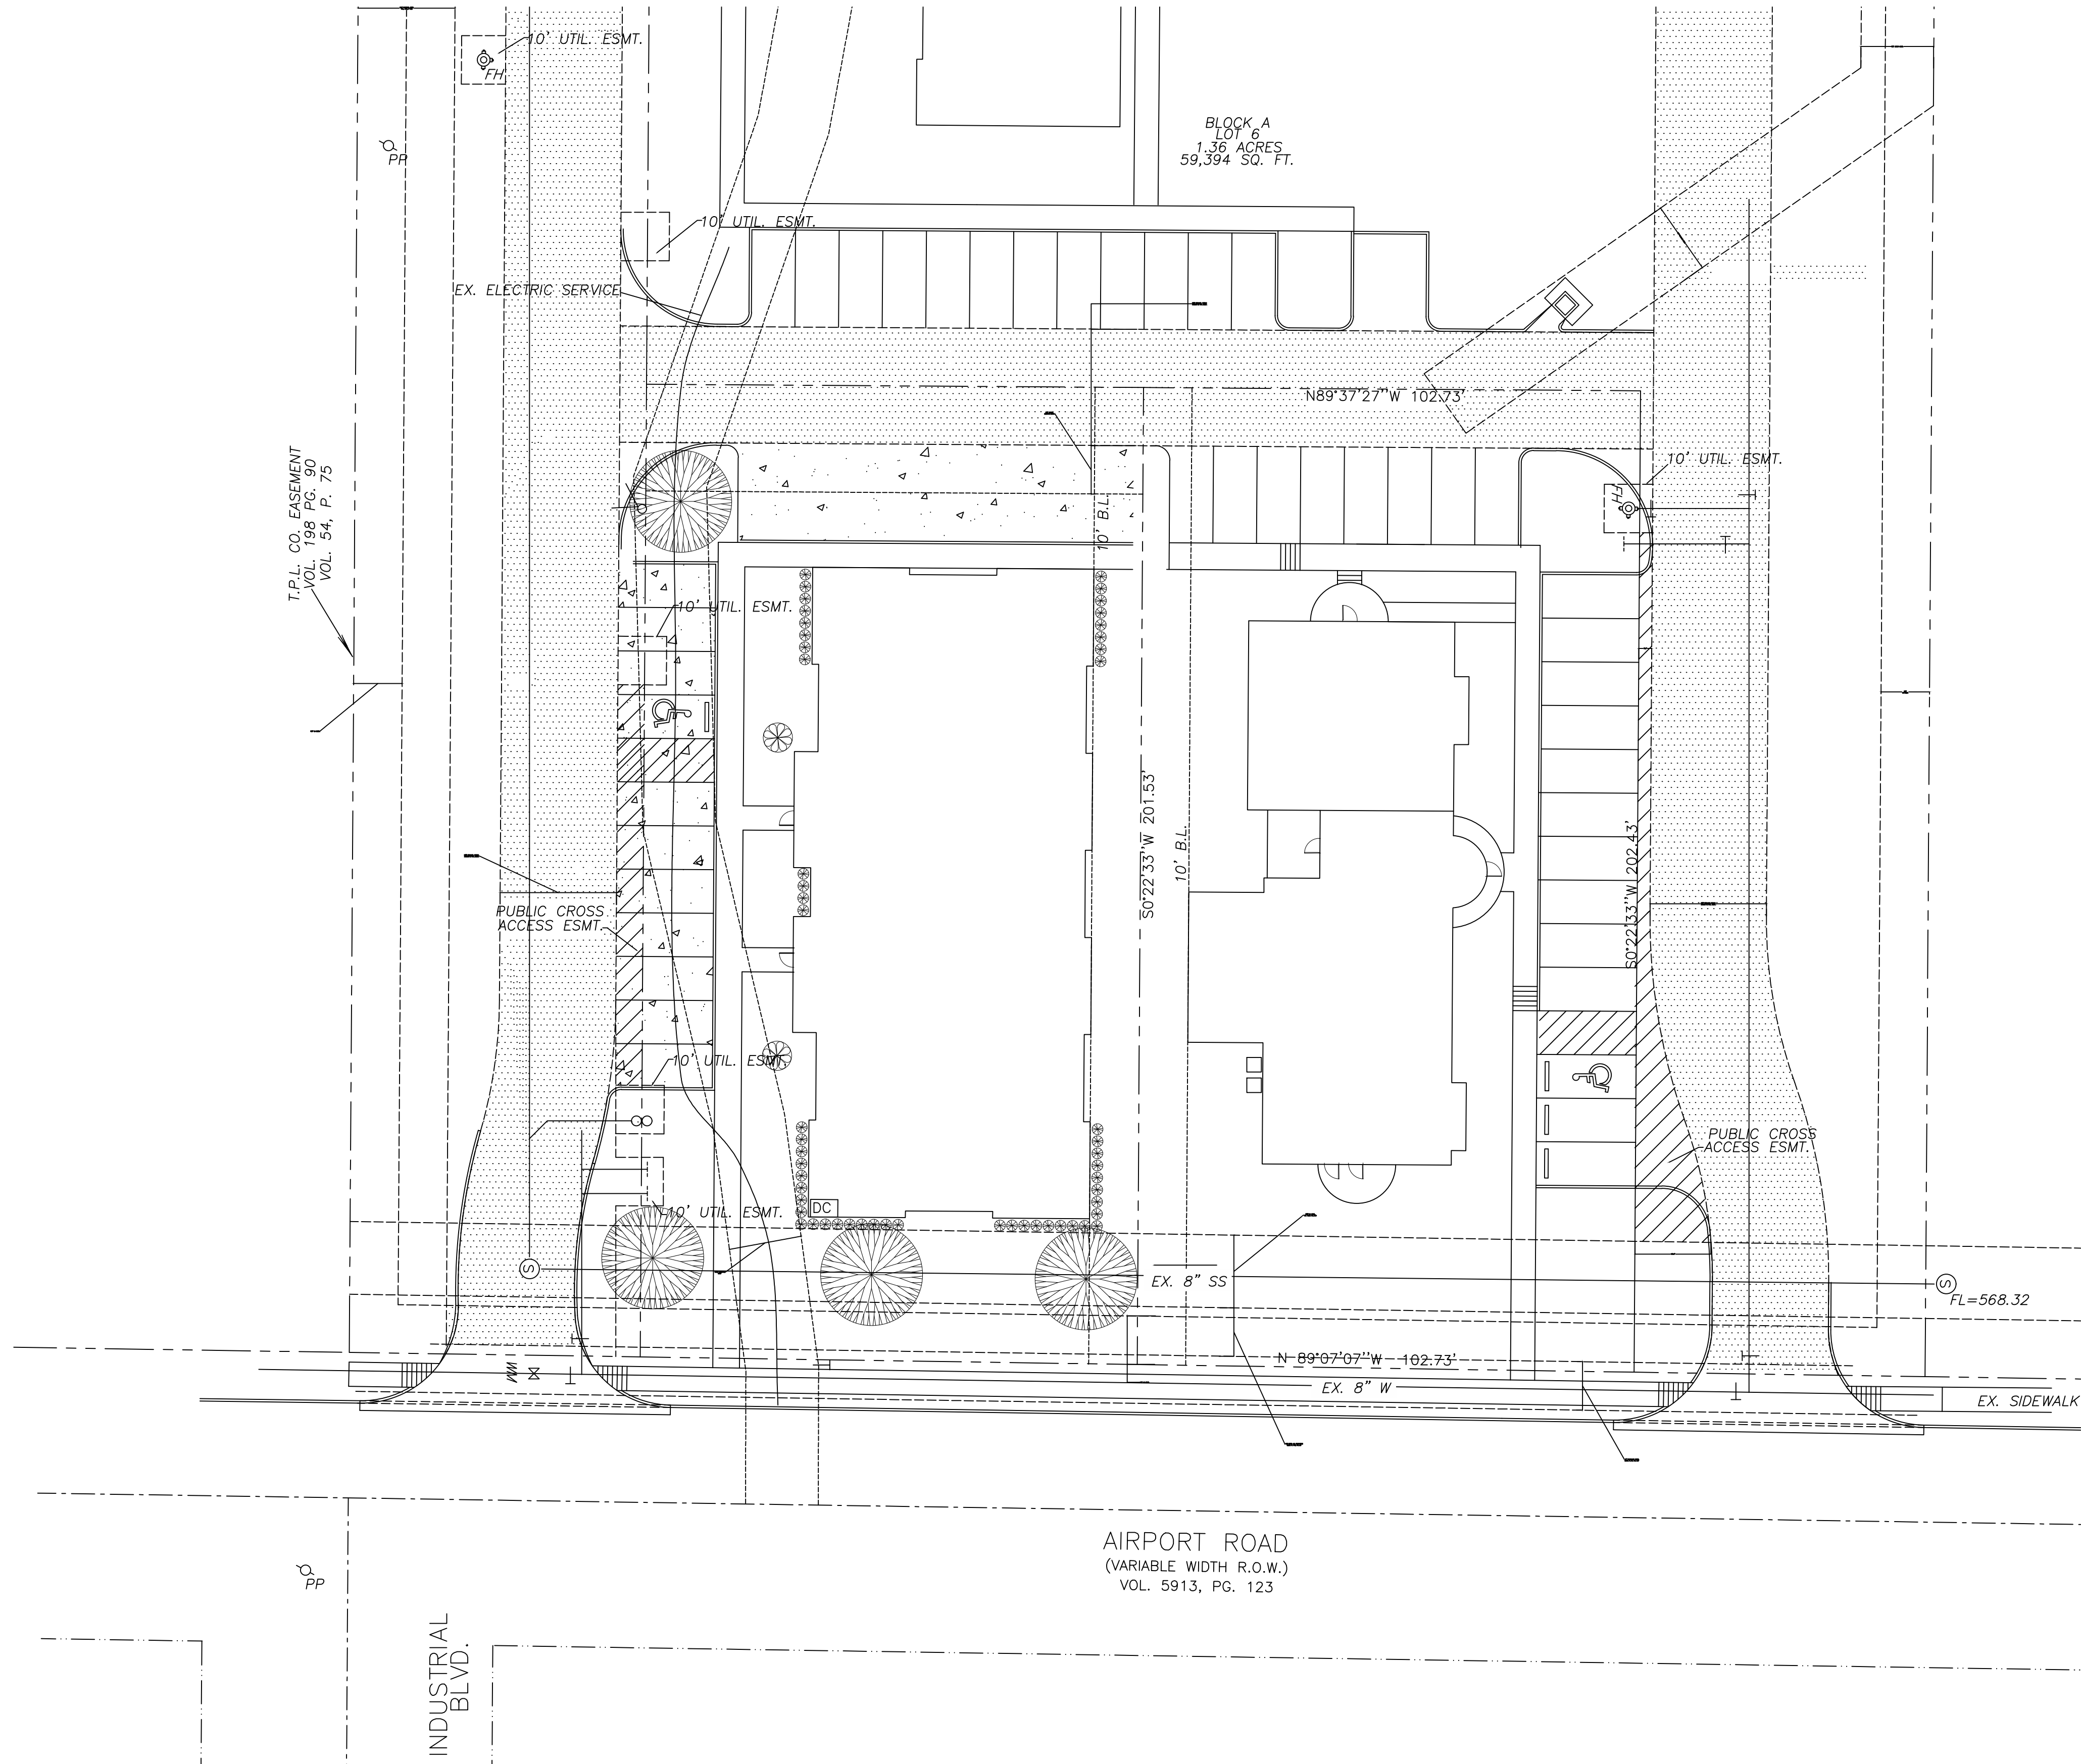 10' UTIL. ESMT.
FH
PP
BLOCK A
LOT 6
1.36 ACRES
59,394 SQ. FT.
10' UTIL. ESMT.
EX. ELECTRIC SERVICE
N89°37'27''W 102.73'
T.P.L. CO. EASEMENT
VOL. 198 PG. 90
VOL. 54, P. 75
10' UTIL. ESMT.
FH
10' B.L.
10' UTIL. ESMT.
S0°22'33''W 201.53'
10' B.L.
S0°22'33''W 202.43'
PUBLIC CROSS
ACCESS ESMT.
10' UTIL. ESMT.
PUBLIC CROSS
ACCESS ESMT.
DC
10' UTIL. ESMT.
S
EX. 8" SS
S
FL=568.32
N 89°07'07''W 102.73'
EX. 8" W
EX. SIDEWALK
AIRPORT ROAD
(VARIABLE WIDTH R.O.W.)
VOL. 5913, PG. 123
PP
INDUSTRIAL
BLVD.